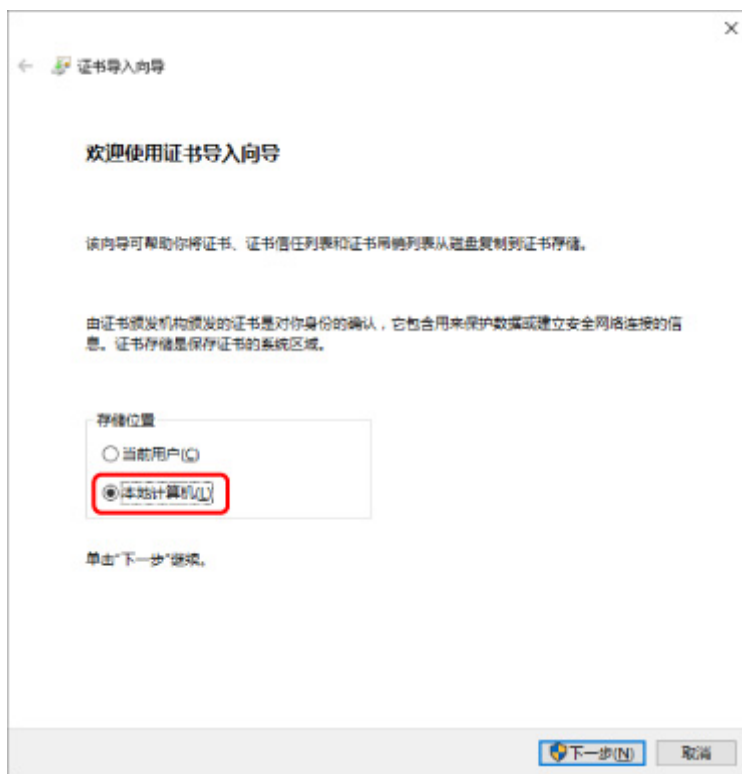 证书导入向导
欢迎使用证书导入向导
该向导可帮助你将证书、证书信任列表和证书吊销列表从磁盘复制到证书存储。
由证书颁发机构颁发的证书是对你身份的确认，它包含用来保护数据或建立安全网络连接的信
息。证书存储是保存证书的系统区域。
存储位置
当前用户(C)
本地计算机(L)
单击"下一步"继续。
下一步(N)
取消